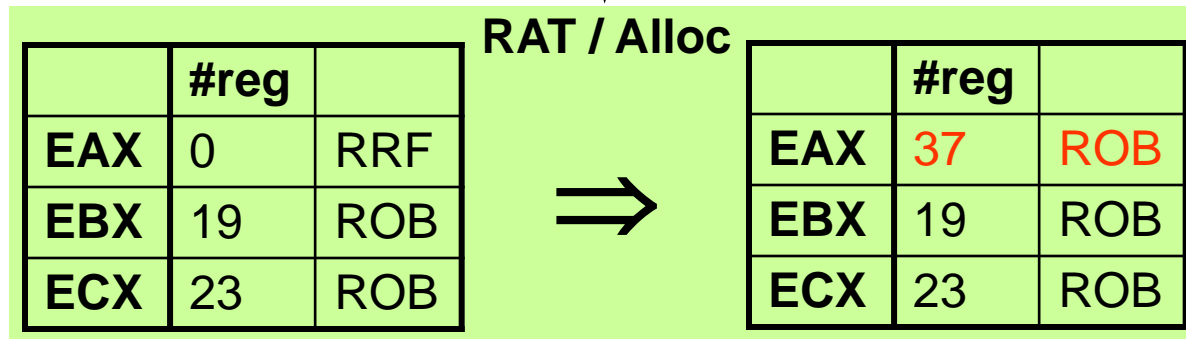 RAT / Alloc
#reg
EAX 0 RRF
EBX 19 ROB
ECX 23 ROB
⇒
#reg
EAX 37 ROB
EBX 19 ROB
ECX 23 ROB